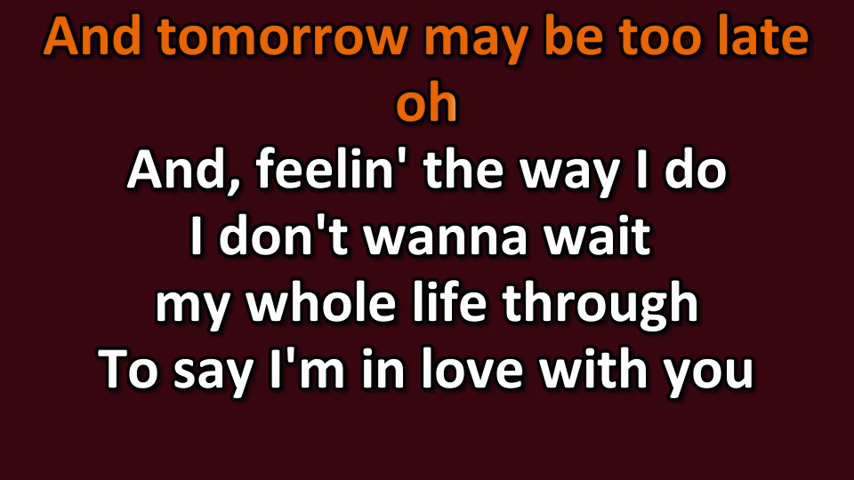 And tomorrow may be too late
oh
And, feelin' the way I do
I don't wanna wait
my whole life through
To say I'm in love with you